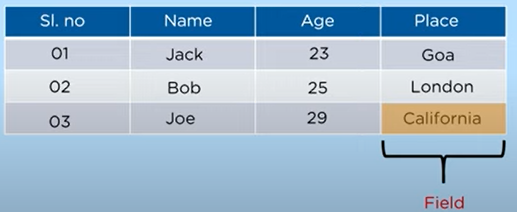 Sl. no Name Age Place
01 Jack 23 Goa
02 Bob 25 London
03 Joe 29 California
Field